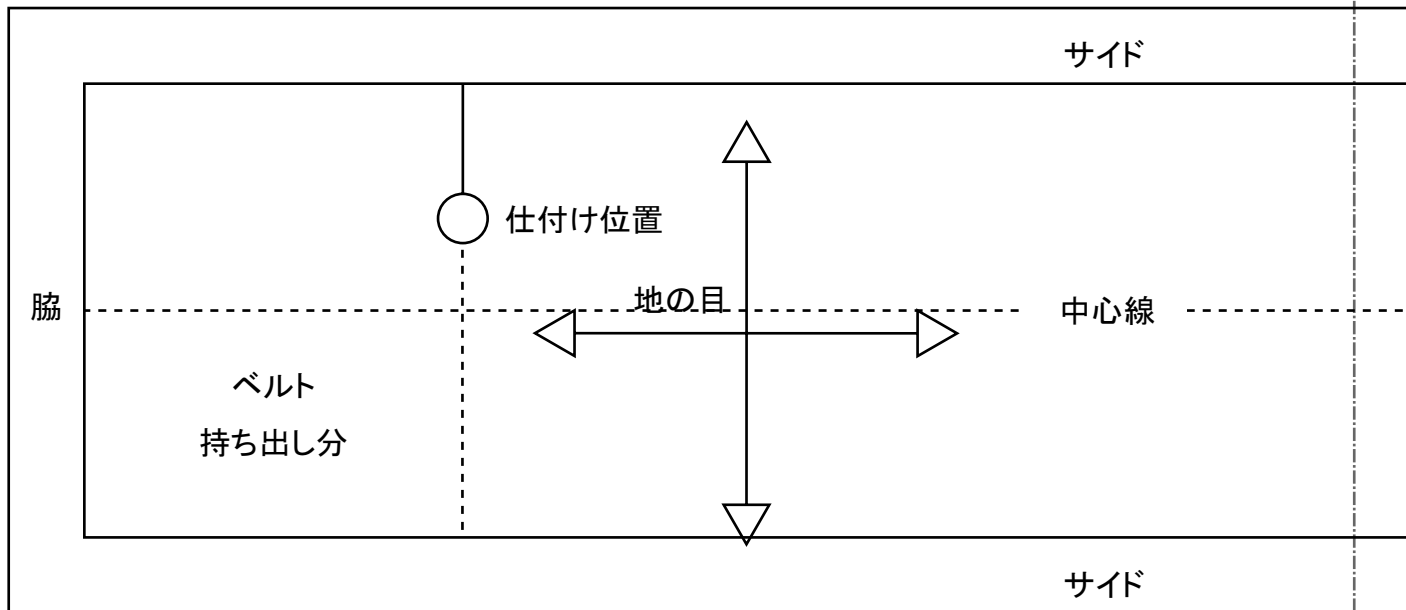 サイド
仕付け位置
地の目
脇
中心線
ベルト
持ち出し分
サイド